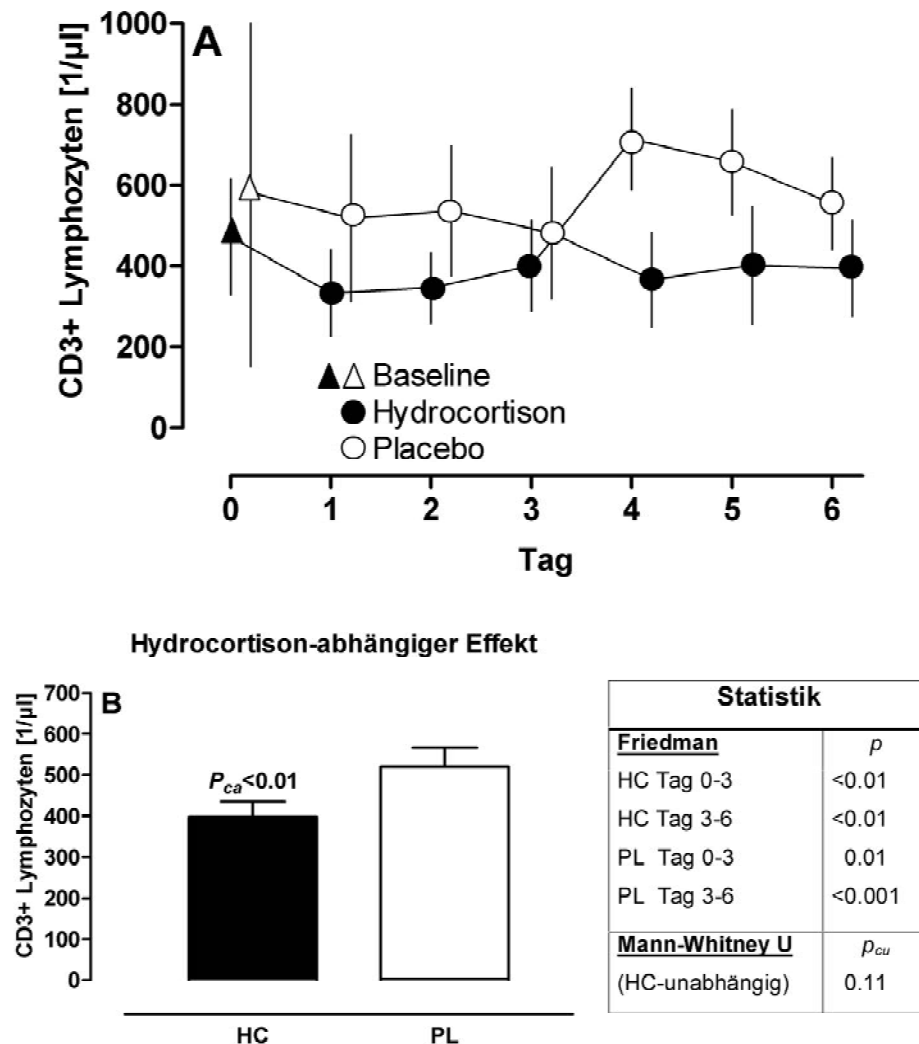 A
CD3+ Lymphozyten [1/µl]
1000
800
600
400
200
0
▲△ Baseline
● Hydrocortison
○ Placebo
0 1 2 3 4 5 6
Tag
Hydrocortison-abhängiger Effekt
B
CD3+ Lymphozyten [1/µl]
700
600
500
400
300
200
100
0
Pca<0.01
HC PL
Statistik
Friedman p
HC Tag 0-3 <0.01
HC Tag 3-6 <0.01
PL Tag 0-3 0.01
PL Tag 3-6 <0.001
Mann-Whitney U pcu
(HC-unabhängig) 0.11